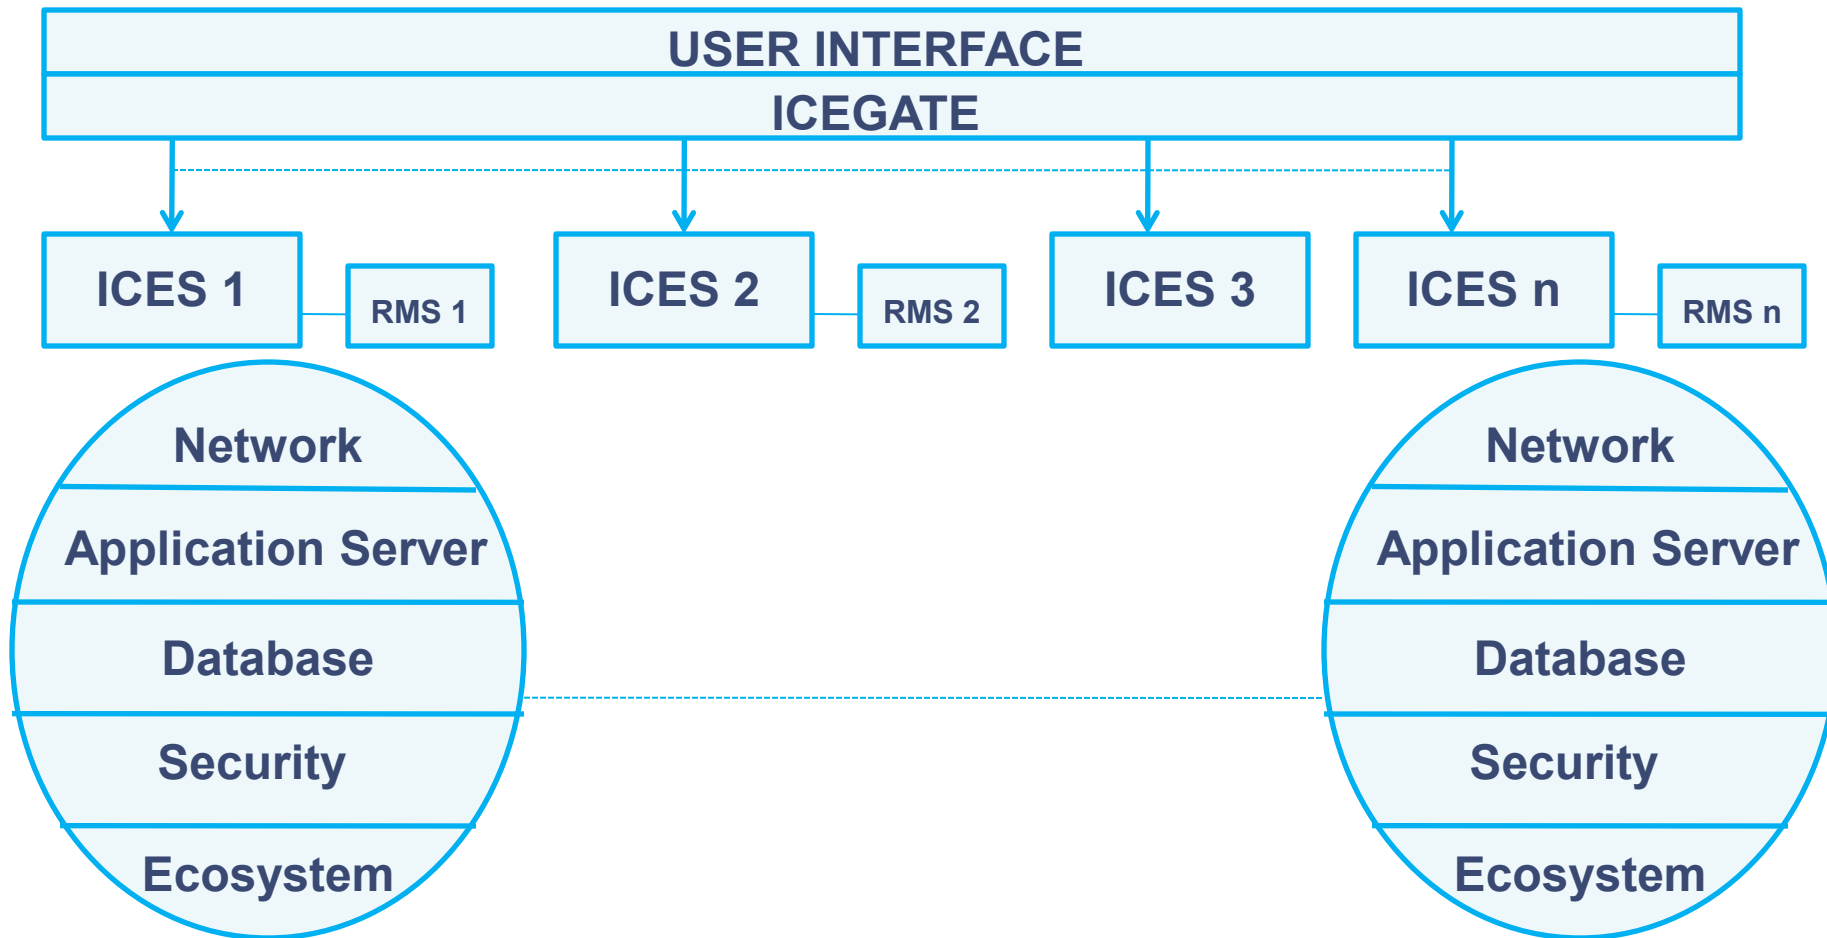 USER INTERFACE
ICEGATE
ICES 1
RMS 1
ICES 2
RMS 2
ICES 3
ICES n
RMS n
Network
Application Server
Database
Security
Ecosystem
Network
Application Server
Database
Security
Ecosystem